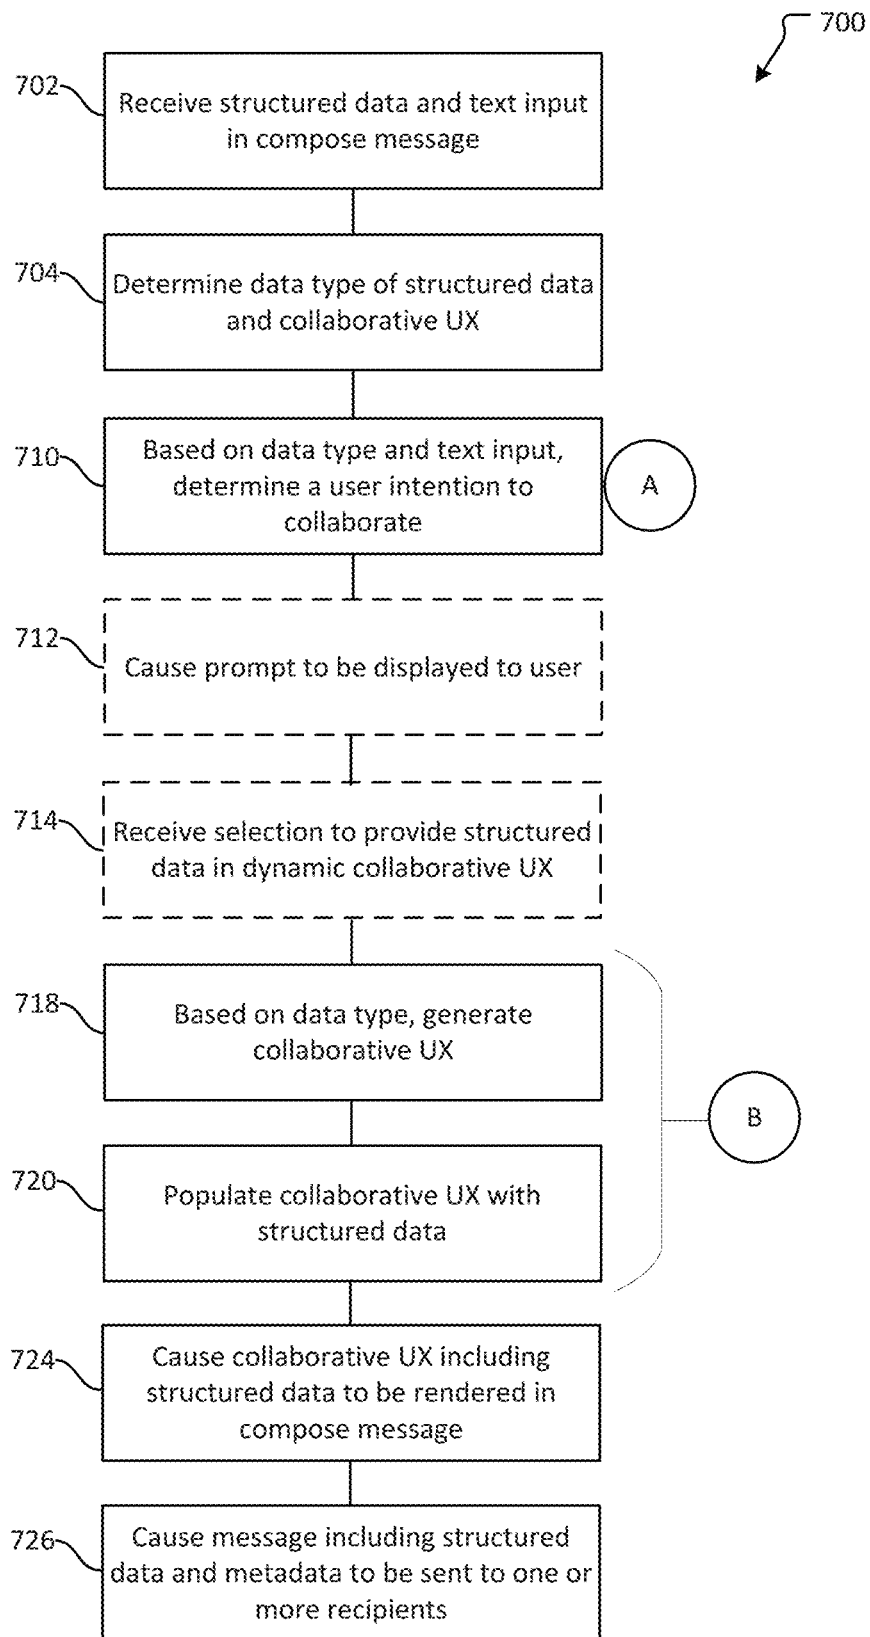 700
702
Receive structured data and text input
in compose message
704
Determine data type of structured data
and collaborative UX
710
Based on data type and text input,
determine a user intention to
collaborate
A
712
Cause prompt to be displayed to user
714
Receive selection to provide structured
data in dynamic collaborative UX
718
Based on data type, generate
collaborative UX
B
720
Populate collaborative UX with
structured data
724
Cause collaborative UX including
structured data to be rendered in
compose message
726
Cause message including structured
data and metadata to be sent to one or
more recipients